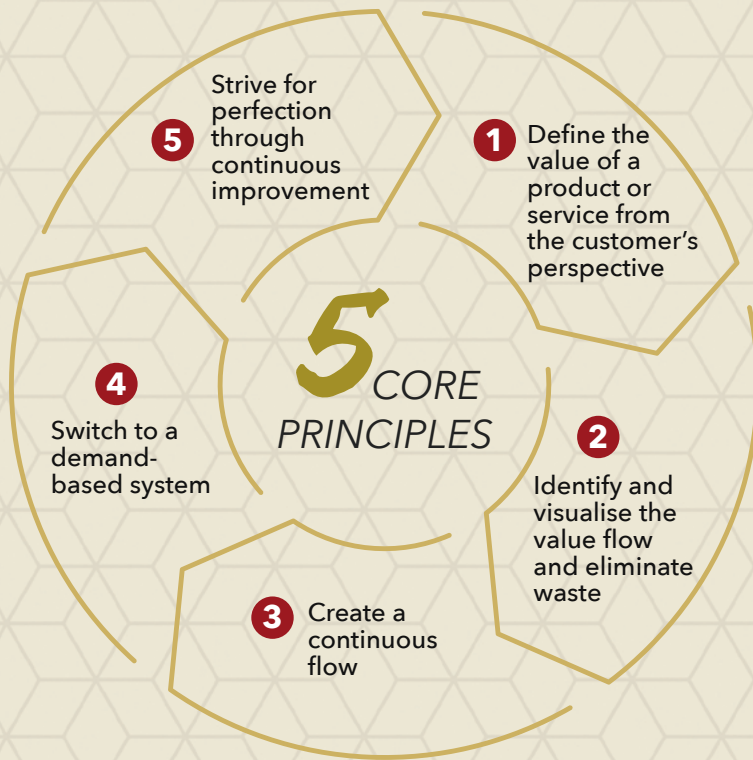 5
CORE
PRINCIPLES
1
Define the
value of a
product or
service from
the customer's
perspective
2
Identify and
visualise the
value flow
and eliminate
waste
3
Create a
continuous
flow
4
Switch to a
demand-
based system
5
Strive for
perfection
through
continuous
improvement